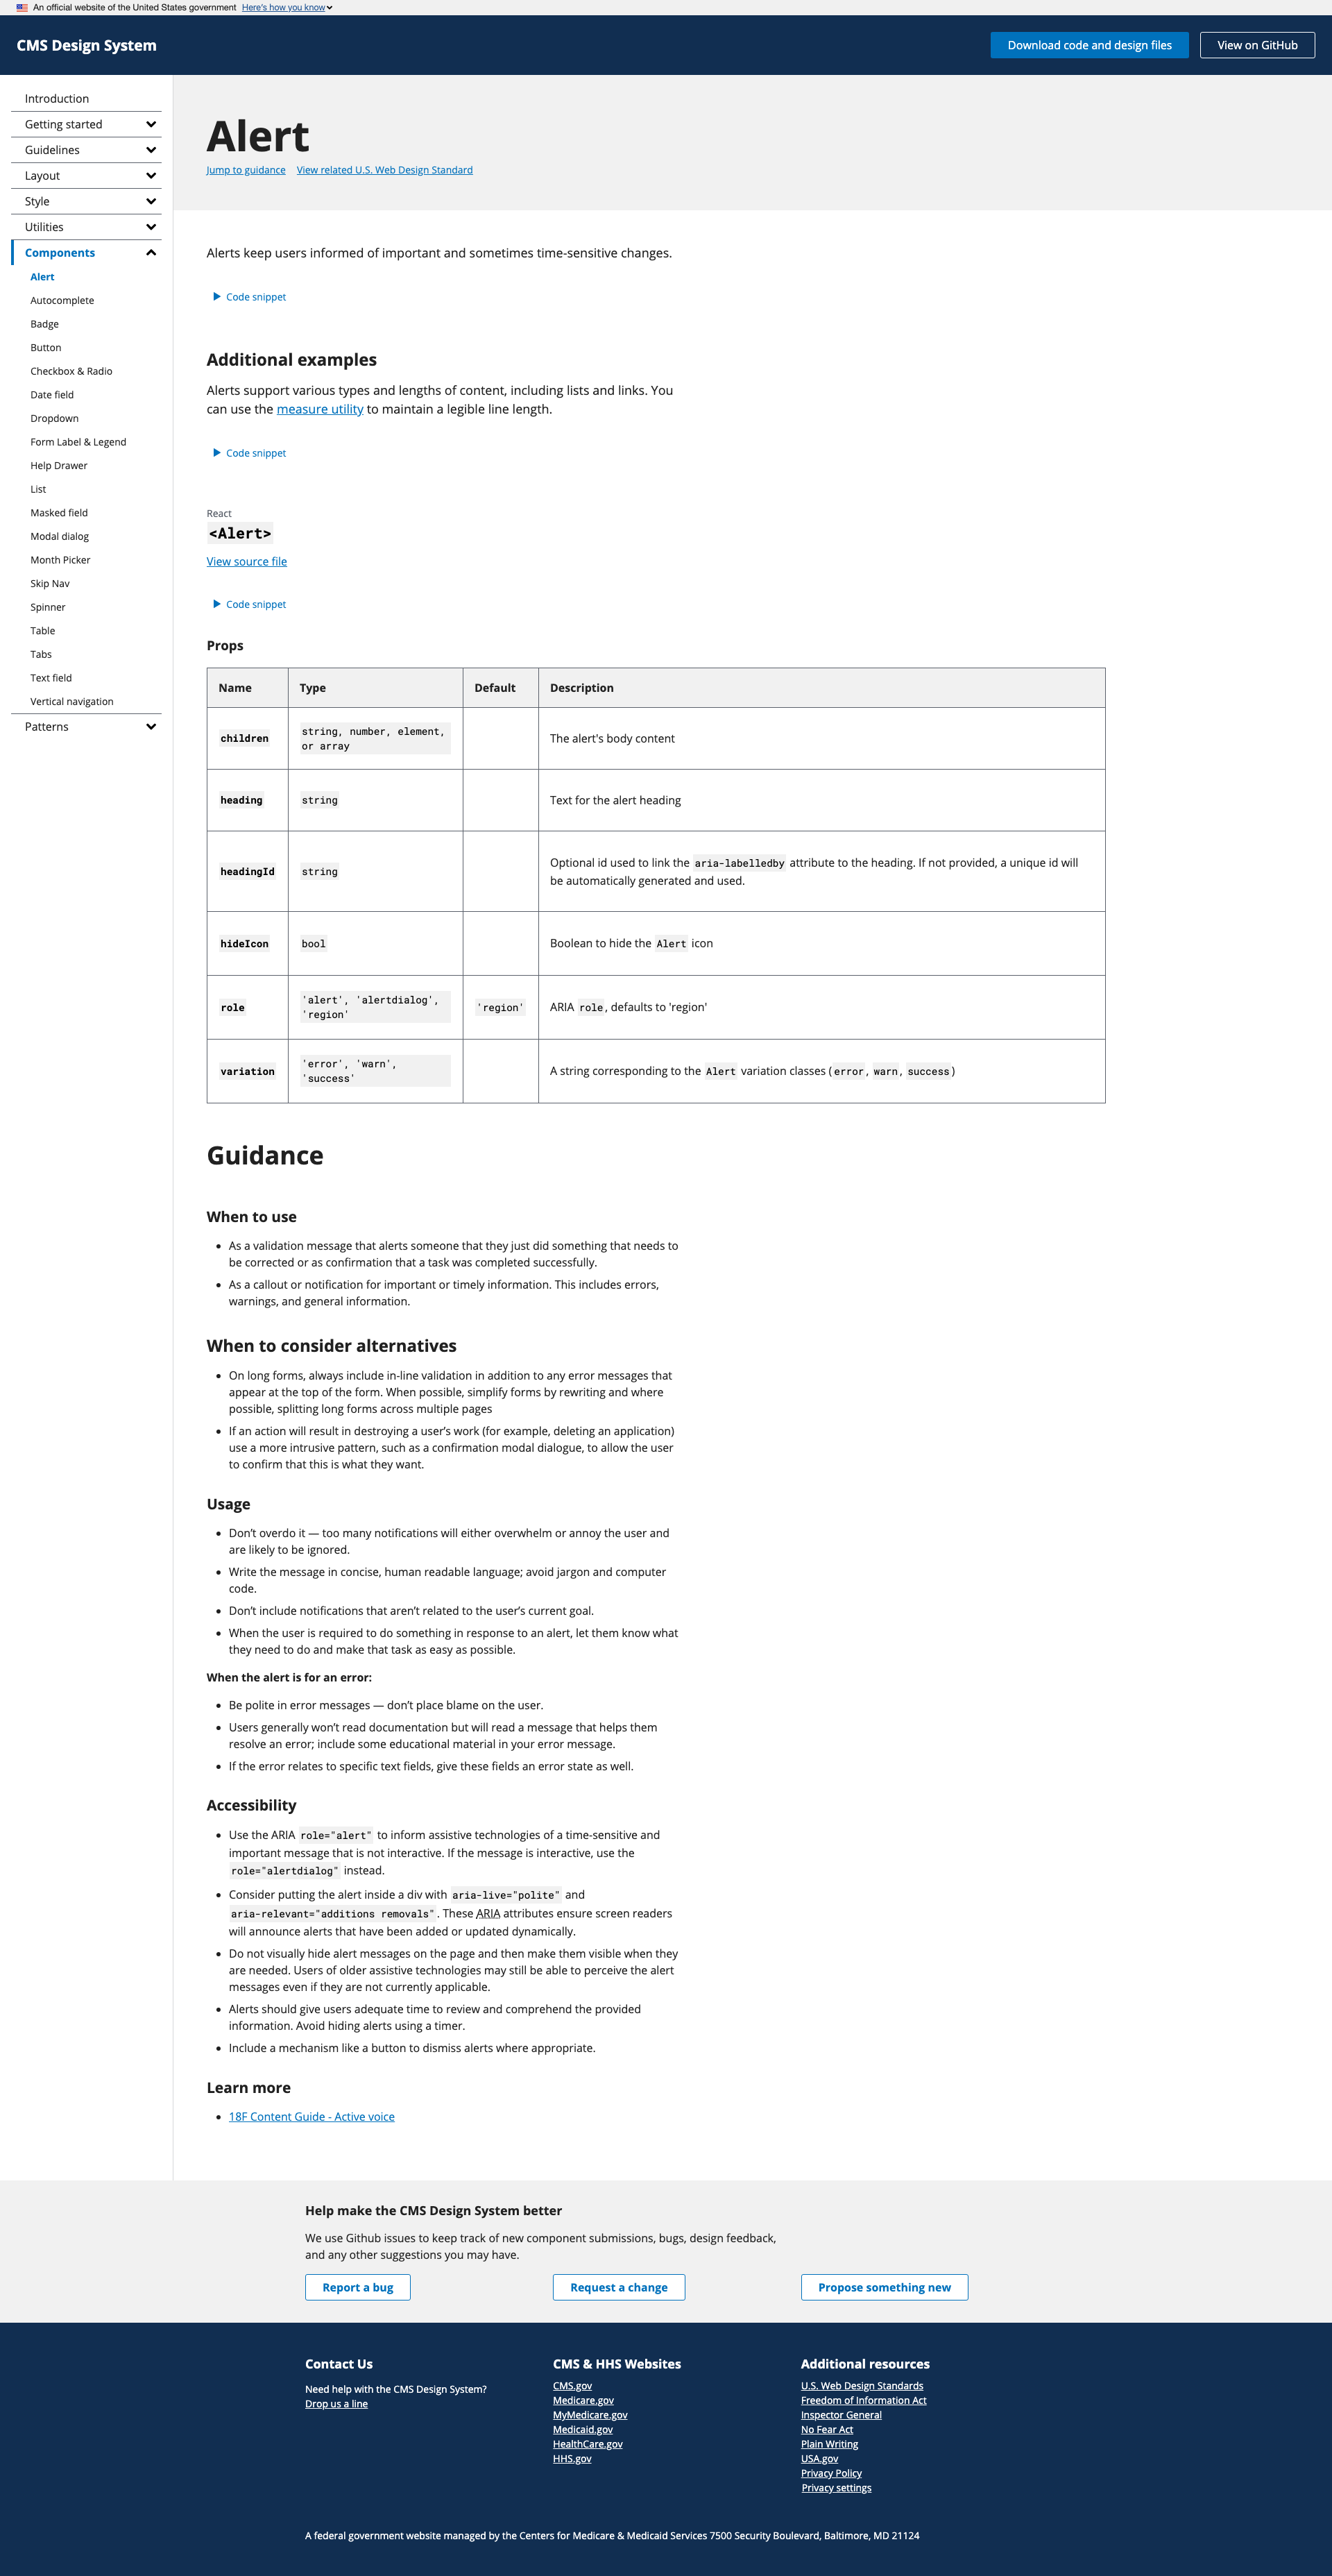 An official website of the United States government Here's how you know
CMS Design System
Download code and design files
View on GitHub
Introduction
Getting started
Guidelines
Layout
Style
Utilities
Components
Alert
Autocomplete
Badge
Button
Checkbox & Radio
Date field
Dropdown
Form Label & Legend
Help Drawer
List
Masked field
Modal dialog
Month Picker
Skip Nav
Spinner
Table
Tabs
Text field
Vertical navigation
Patterns
Alert
Jump to guidance View related U.S. Web Design Standard
Alerts keep users informed of important and sometimes time-sensitive changes.
Code snippet
Additional examples
Alerts support various types and lengths of content, including lists and links. You
can use the measure utility to maintain a legible line length.
Code snippet
React
<Alert>
View source file
Code snippet
Props
Name Type Default Description
children string, number, element, The alert's body content
or array
heading string Text for the alert heading
headingId string Optional id used to link the aria-labelledby attribute to the heading. If not provided, a unique id will
be automatically generated and used.
hideIcon bool Boolean to hide the Alert icon
role 'alert', 'alertdialog', 'region' ARIA role, defaults to 'region'
'region'
variation 'error', 'warn', A string corresponding to the Alert variation classes (error, warn, success)
'success'
Guidance
When to use
• As a validation message that alerts someone that they just did something that needs to
be corrected or as confirmation that a task was completed successfully.
• As a callout or notification for important or timely information. This includes errors,
warnings, and general information.
When to consider alternatives
• On long forms, always include in-line validation in addition to any error messages that
appear at the top of the form. When possible, simplify forms by rewriting and where
possible, splitting long forms across multiple pages
• If an action will result in destroying a user’s work (for example, deleting an application)
use a more intrusive pattern, such as a confirmation modal dialogue, to allow the user
to confirm that this is what they want.
Usage
• Don’t overdo it — too many notifications will either overwhelm or annoy the user and
are likely to be ignored.
• Write the message in concise, human readable language; avoid jargon and computer
code.
• Don’t include notifications that aren’t related to the user’s current goal.
• When the user is required to do something in response to an alert, let them know what
they need to do and make that task as easy as possible.
When the alert is for an error:
• Be polite in error messages — don’t place blame on the user.
• Users generally won’t read documentation but will read a message that helps them
resolve an error; include some educational material in your error message.
• If the error relates to specific text fields, give these fields an error state as well.
Accessibility
• Use the ARIA role="alert" to inform assistive technologies of a time-sensitive and
important message that is not interactive. If the message is interactive, use the
role="alertdialog" instead.
• Consider putting the alert inside a div with aria-live="polite" and
aria-relevant="additions removals". These ARIA attributes ensure screen readers
will announce alerts that have been added or updated dynamically.
• Do not visually hide alert messages on the page and then make them visible when they
are needed. Users of older assistive technologies may still be able to perceive the alert
messages even if they are not currently applicable.
• Alerts should give users adequate time to review and comprehend the provided
information. Avoid hiding alerts using a timer.
• Include a mechanism like a button to dismiss alerts where appropriate.
Learn more
• 18F Content Guide - Active voice
Help make the CMS Design System better
We use Github issues to keep track of new component submissions, bugs, design feedback,
and any other suggestions you may have.
Report a bug
Request a change
Propose something new
Contact Us
Need help with the CMS Design System?
Drop us a line
CMS & HHS Websites
CMS.gov
Medicare.gov
MyMedicare.gov
Medicaid.gov
HealthCare.gov
HHS.gov
Additional resources
U.S. Web Design Standards
Freedom of Information Act
Inspector General
No Fear Act
Plain Writing
USA.gov
Privacy Policy
Privacy settings
A federal government website managed by the Centers for Medicare & Medicaid Services 7500 Security Boulevard, Baltimore, MD 21124